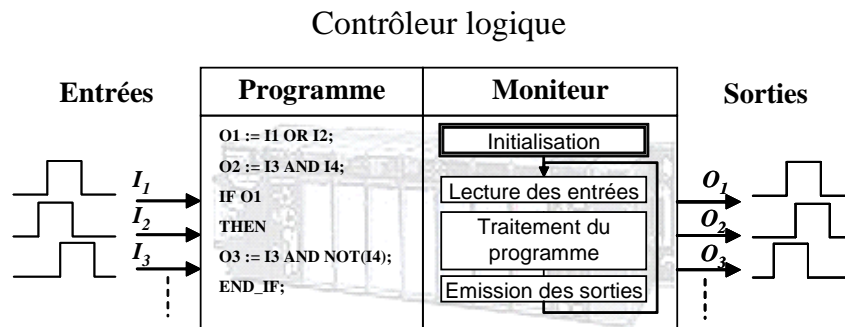 Contrôleur logique
Entrées
Programme
Moniteur
Sorties
I1
I2
I3
O1 := I1 OR I2;
O2 := I3 AND I4;
IF O1
THEN
O3 := I3 AND NOT(I4);
END_IF;
Initialisation
Lecture des entrées
Traitement du
programme
Emission des sorties
O1
O2
O3